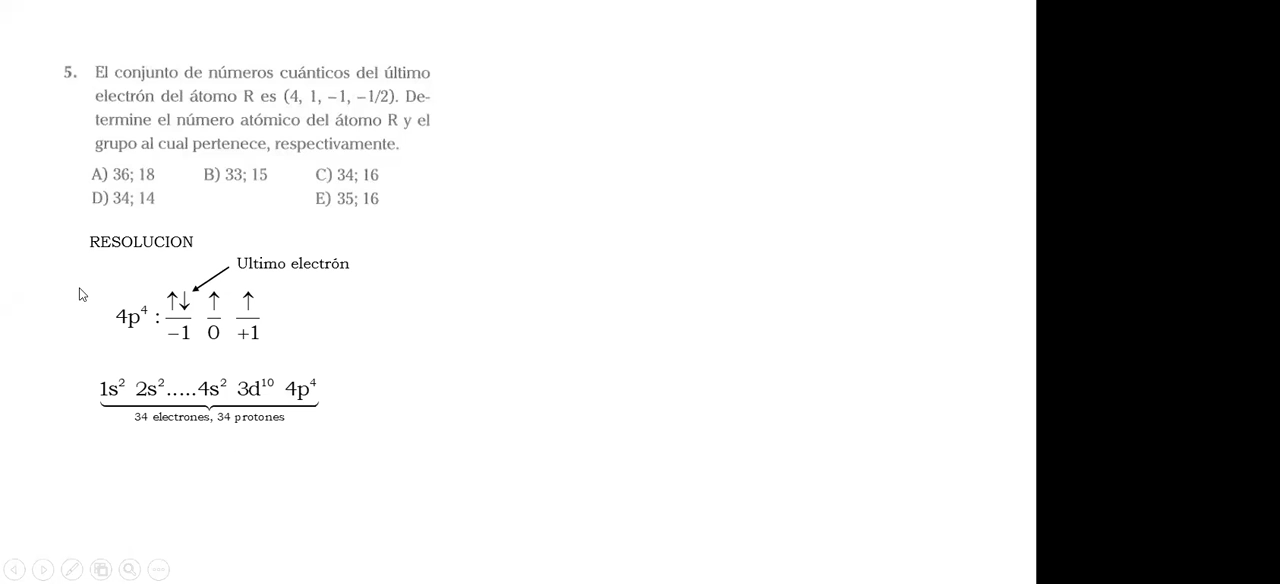 5. El conjunto de números cuánticos del último
electrón del átomo R es (4, 1, −1, −1/2). De-
termine el número atómico del átomo R y el
grupo al cual pertenece, respectivamente.
A) 36; 18 B) 33; 15 C) 34; 16
D) 34; 14 E) 35; 16
RESOLUCION
Ultimo electrón
4p⁴ : ↑↓ ↑ ↑
−1 0 +1
1s² 2s².....4s² 3d¹⁰ 4p⁴
34 electrones, 34 protones